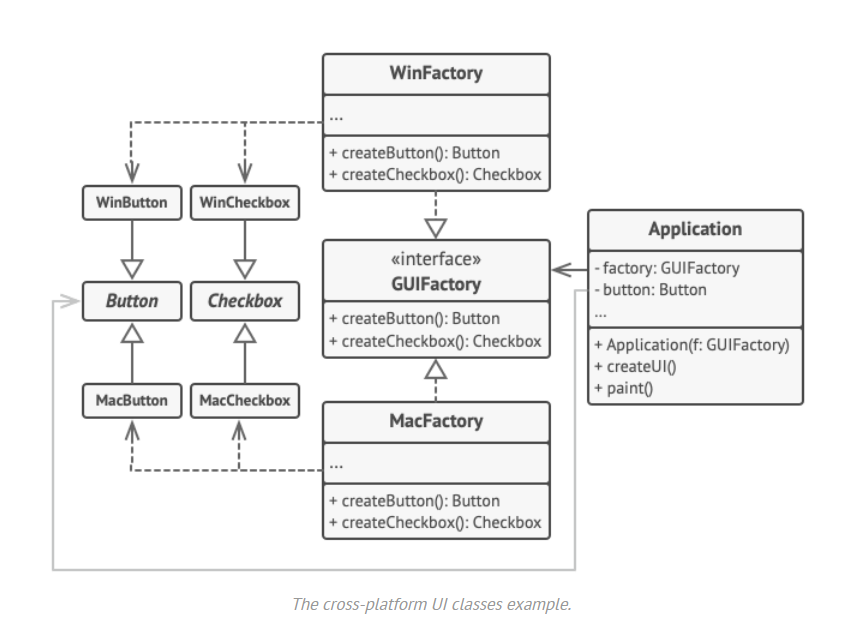 WinFactory
...
+ createButton(): Button
+ createCheckbox(): Checkbox
WinButton
WinCheckbox
Button
Checkbox
MacButton
MacCheckbox
«interface»
GUIFactory
+ createButton(): Button
+ createCheckbox(): Checkbox
Application
- factory: GUIFactory
- button: Button
...
+ Application(f: GUIFactory)
+ createUI()
+ paint()
MacFactory
...
+ createButton(): Button
+ createCheckbox(): Checkbox
The cross-platform UI classes example.